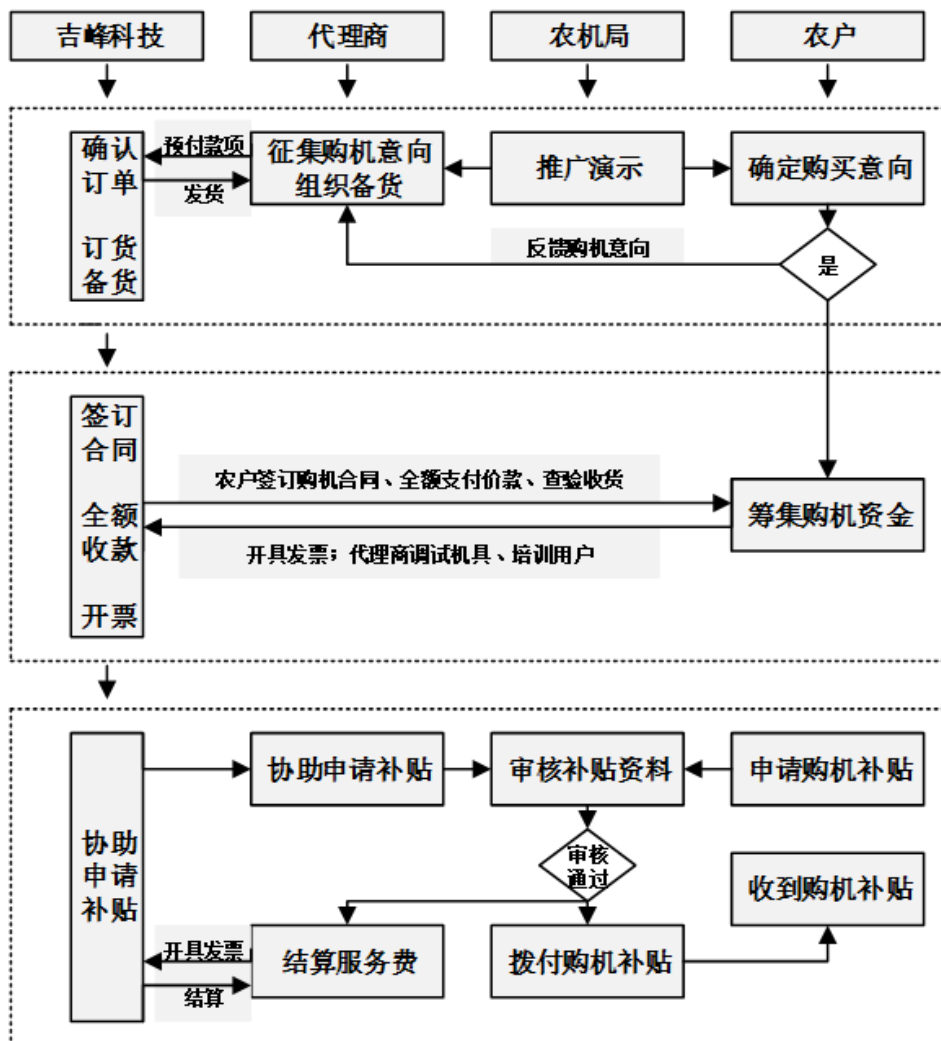 吉峰科技
代理商
农机局
农户
确认
订单
订货
备货
预付款项
发货
征集购机意向
组织备货
推广演示
确定购买意向
反馈购机意向
是
签订
合同
全额
收款
开票
农户签订购机合同、全额支付价款、查验收货
开具发票；代理商调试机具、培训用户
筹集购机资金
协助
申请
补贴
协助申请补贴
审核补贴资料
申请购机补贴
审核
通过
收到购机补贴
开具发票
结算
结算服务费
拨付购机补贴